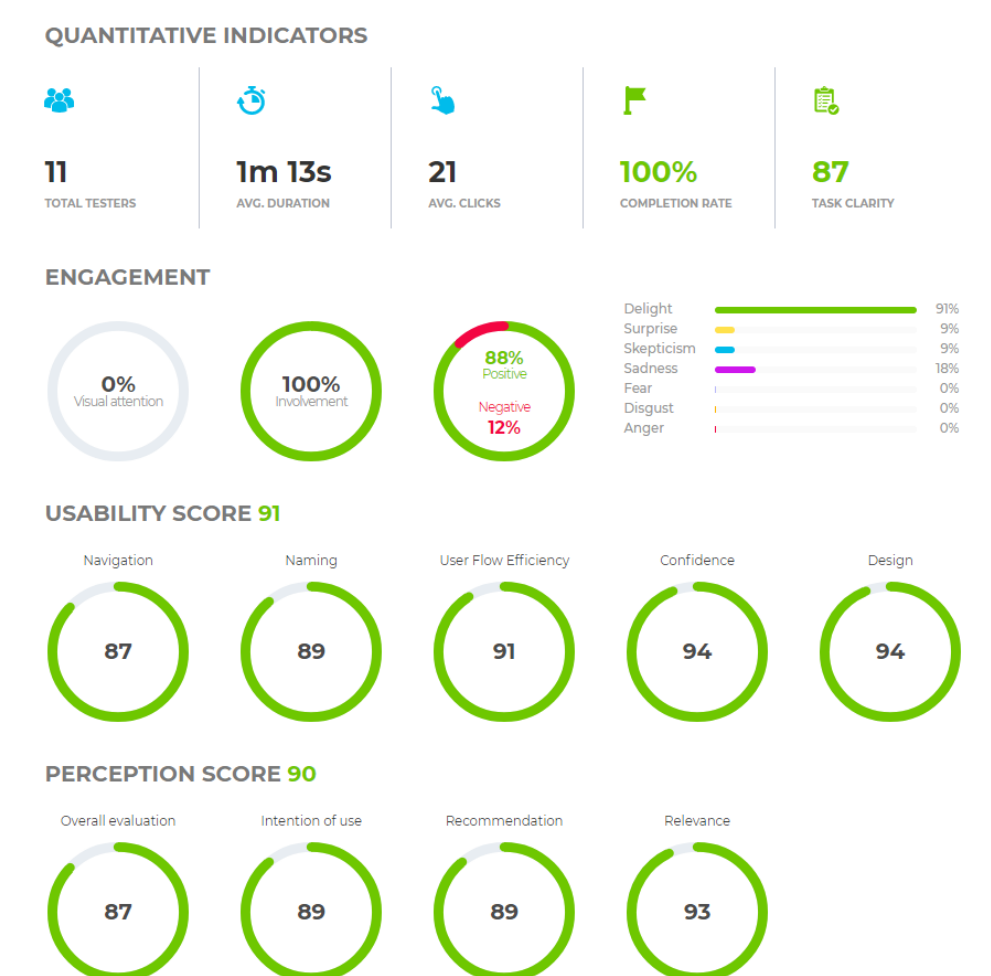 QUANTITATIVE INDICATORS
11
TOTAL TESTERS
1m 13s
AVG. DURATION
21
AVG. CLICKS
100%
COMPLETION RATE
87
TASK CLARITY
ENGAGEMENT
0%
Visual attention
100%
Involvement
88%
Positive
Negative
12%
Delight 91%
Surprise 9%
Skepticism 9%
Sadness 18%
Fear 0%
Disgust 0%
Anger 0%
USABILITY SCORE 91
Navigation
87
Naming
89
User Flow Efficiency
91
Confidence
94
Design
94
PERCEPTION SCORE 90
Overall evaluation
87
Intention of use
89
Recommendation
89
Relevance
93